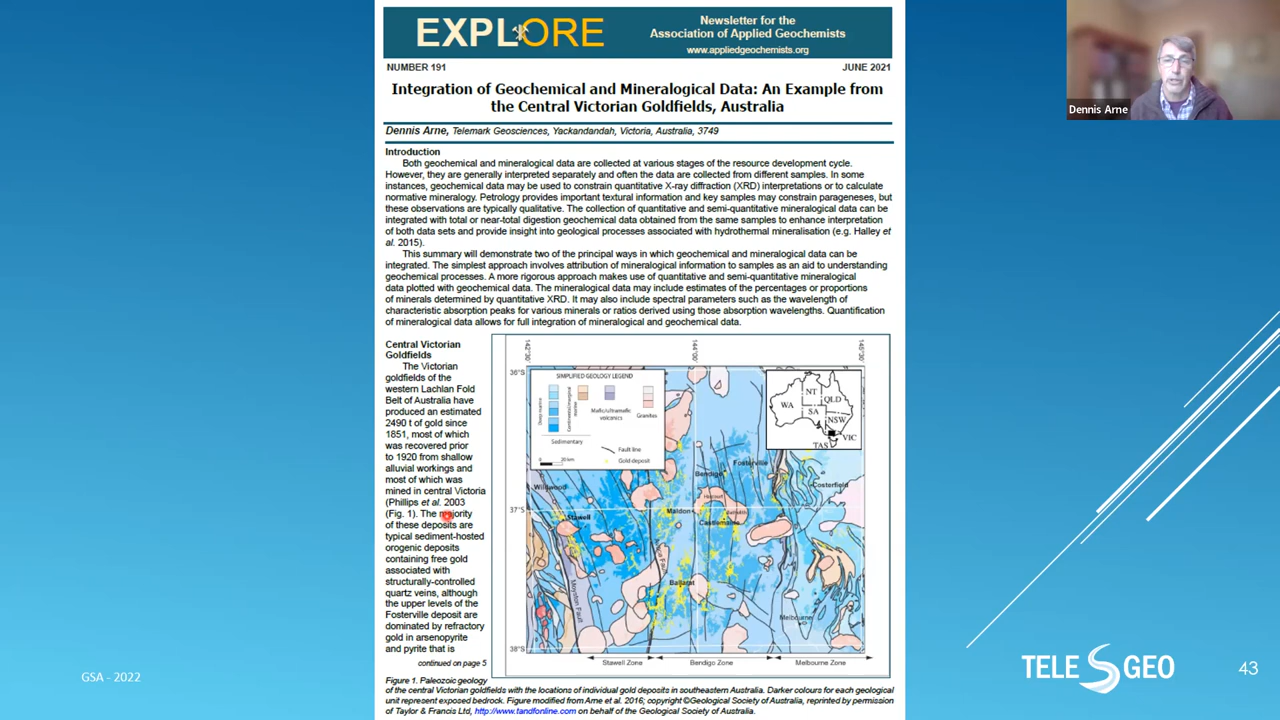 EXPLORE
Newsletter for the
Association of Applied Geochemists
www.appliedgeochemists.org
NUMBER 191
JUNE 2021
Integration of Geochemical and Mineralogical Data: An Example from
the Central Victorian Goldfields, Australia
Dennis Arne, Telemark Geosciences, Yackandandah, Victoria, Australia, 3749
Introduction
Both geochemical and mineralogical data are collected at various stages of the resource development cycle.
However, they are generally interpreted separately and often the data are collected from different samples. In some
instances, geochemical data may be used to constrain quantitative X-ray diffraction (XRD) interpretations or to calculate
normative mineralogy. Petrology provides important textural information and key samples may constrain parageneses, but
these observations are typically qualitative. The collection of quantitative and semi-quantitative mineralogical data can be
integrated with total or near-total digestion geochemical data obtained from the same samples to enhance interpretation
of both data sets and provide insight into geological processes associated with hydrothermal mineralisation (e.g. Halley et
al. 2015).
This summary will demonstrate two of the principal ways in which geochemical and mineralogical data can be
integrated. The simplest approach involves attribution of mineralogical information to samples as an aid to understanding
geochemical processes. A more rigorous approach makes use of quantitative and semi-quantitative mineralogical
data plotted with geochemical data. The mineralogical data may include estimates of the percentages or proportions
of minerals determined by quantitative XRD. It may also include spectral parameters such as the wavelength of
characteristic absorption peaks for various minerals or ratios derived using those absorption wavelengths. Quantification
of mineralogical data allows for full integration of mineralogical and geochemical data.
Central Victorian
Goldfields
The Victorian
goldfields of the
western Lachlan Fold
Belt of Australia have
produced an estimated
2490 t of gold since
1851, most of which
was recovered prior
to 1920 from shallow
alluvial workings and
most of which was
mined in central Victoria
(Phillips et al. 2003
(Fig. 1). The majority
of these deposits are
typical sediment-hosted
orogenic deposits
containing free gold
associated with
structurally-controlled
quartz veins, although
the upper levels of the
Fosterville deposit are
dominated by refractory
gold in arsenopyrite
and pyrite that is
continued on page 5
142°30'
144°00'
145°30'
36°S
37°S
38°S
SIMPLIFIED GEOLOGY LEGEND
Deep marine
Continental/marginal
marine
Mafic/ultramafic
volcanics
Granites
Sedimentary
Fault line
Gold deposit
0 20 km
WA
NT
SA
QLD
NSW
VIC
TAS
Wildwood
Stawell
Bendigo
Fosterville
Costerfield
Harcourt
Maldon
Castlemaine
Ballarat
Melbourne
Moyston Fault
Stawell Zone
Bendigo Zone
Melbourne Zone
Figure 1. Paleozoic geology
of the central Victorian goldfields with the locations of individual gold deposits in southeastern Australia. Darker colours for each geological
unit represent exposed bedrock. Figure modified from Arne et al. 2016; copyright ©Geological Society of Australia, reprinted by permission
of Taylor & Francis Ltd, http://www.tandfonline.com on behalf of the Geological Society of Australia.
Dennis Arne
GSA - 2022
TELE GEO
43